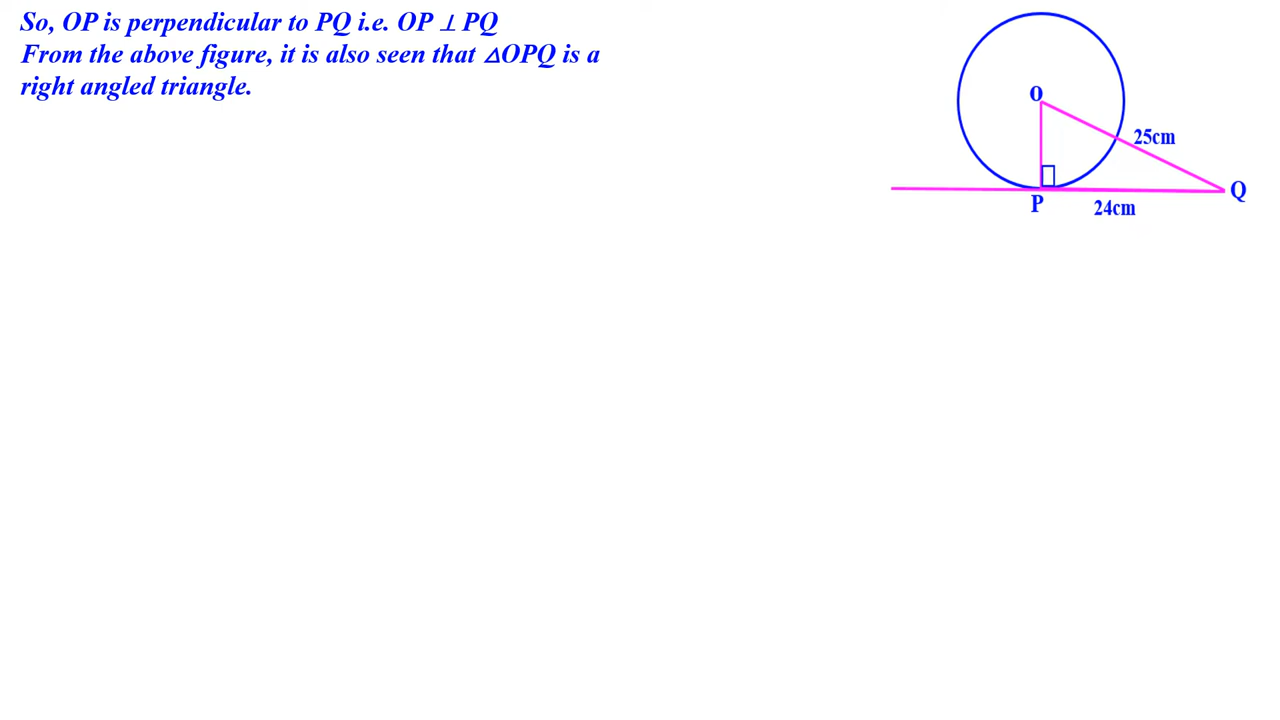 So, OP is perpendicular to PQ i.e. OP ⊥ PQ
From the above figure, it is also seen that △OPQ is a
right angled triangle.
O
25cm
Q
P
24cm